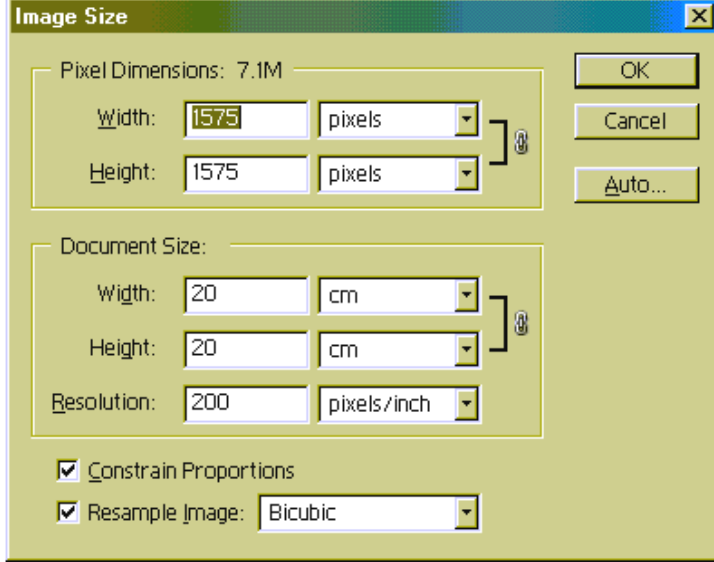 Image Size
Pixel Dimensions: 7.1M
OK
Width: 1575 pixels
Cancel
Height: 1575 pixels
Auto...
Document Size:
Width: 20 cm
Height: 20 cm
Resolution: 200 pixels/inch
Constrain Proportions
Resample Image: Bicubic